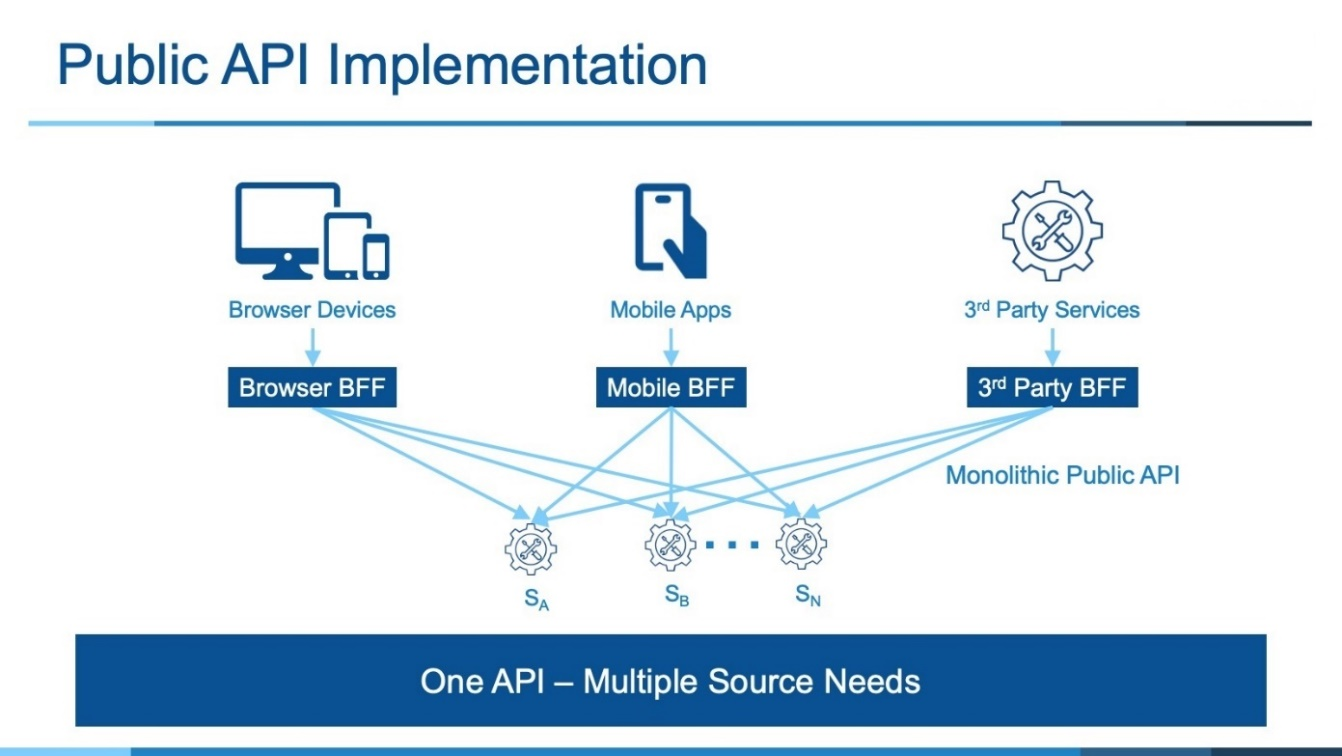 Public API Implementation
Browser Devices
Mobile Apps
3rd Party Services
Browser BFF
Mobile BFF
3rd Party BFF
Monolithic Public API
SA
SB
SN
One API – Multiple Source Needs